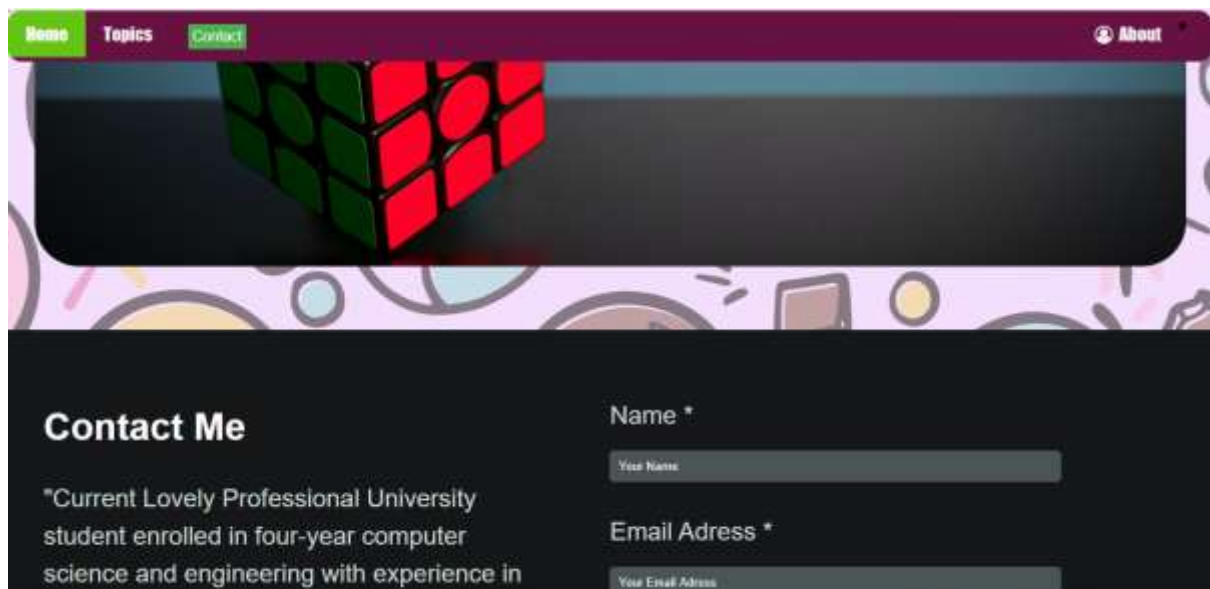 Home Topics Contact About
Contact Me
"Current Lovely Professional University
student enrolled in four-year computer
science and engineering with experience in
Name *
Your Name
Email Adress *
Your Email Adress